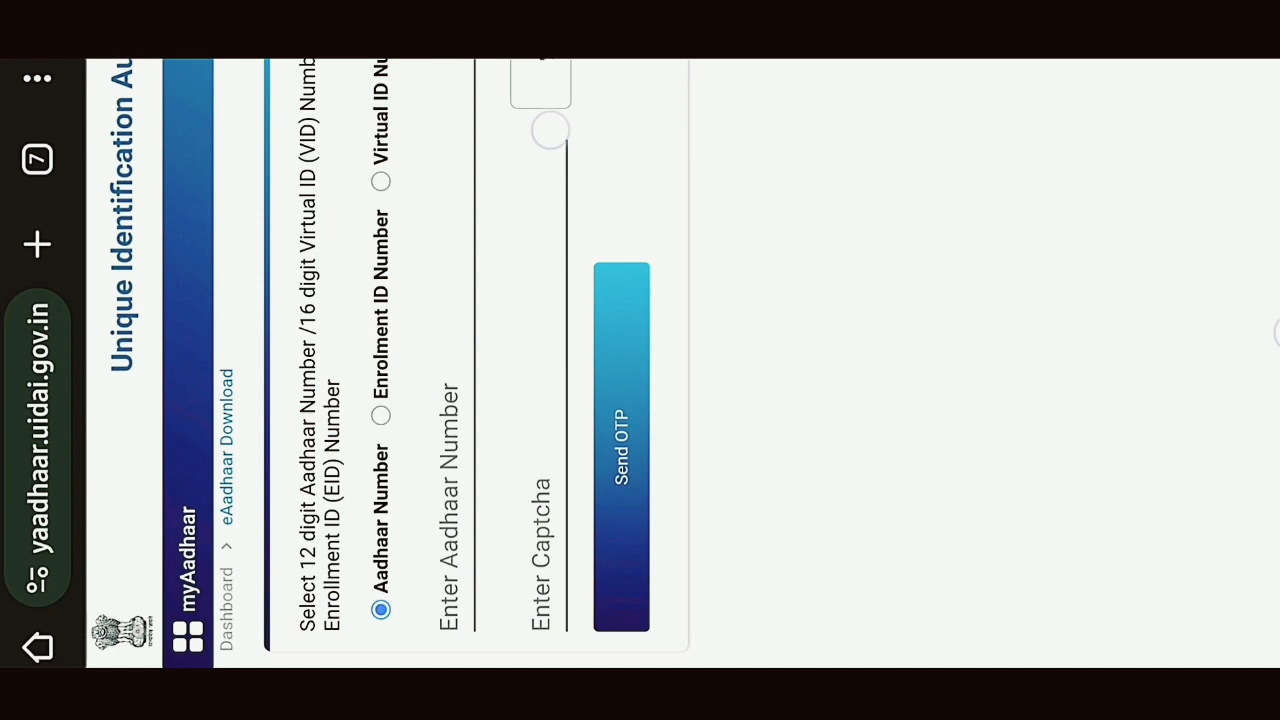 yaadhaar.uidai.gov.in
7
Unique Identification Au
myAadhaar
Dashboard > eAadhaar Download
Select 12 digit Aadhaar Number /16 digit Virtual ID (VID) Numb
Enrollment ID (EID) Number
Aadhaar Number Enrolment ID Number Virtual ID Nu
Enter Aadhaar Number
Enter Captcha
Send OTP